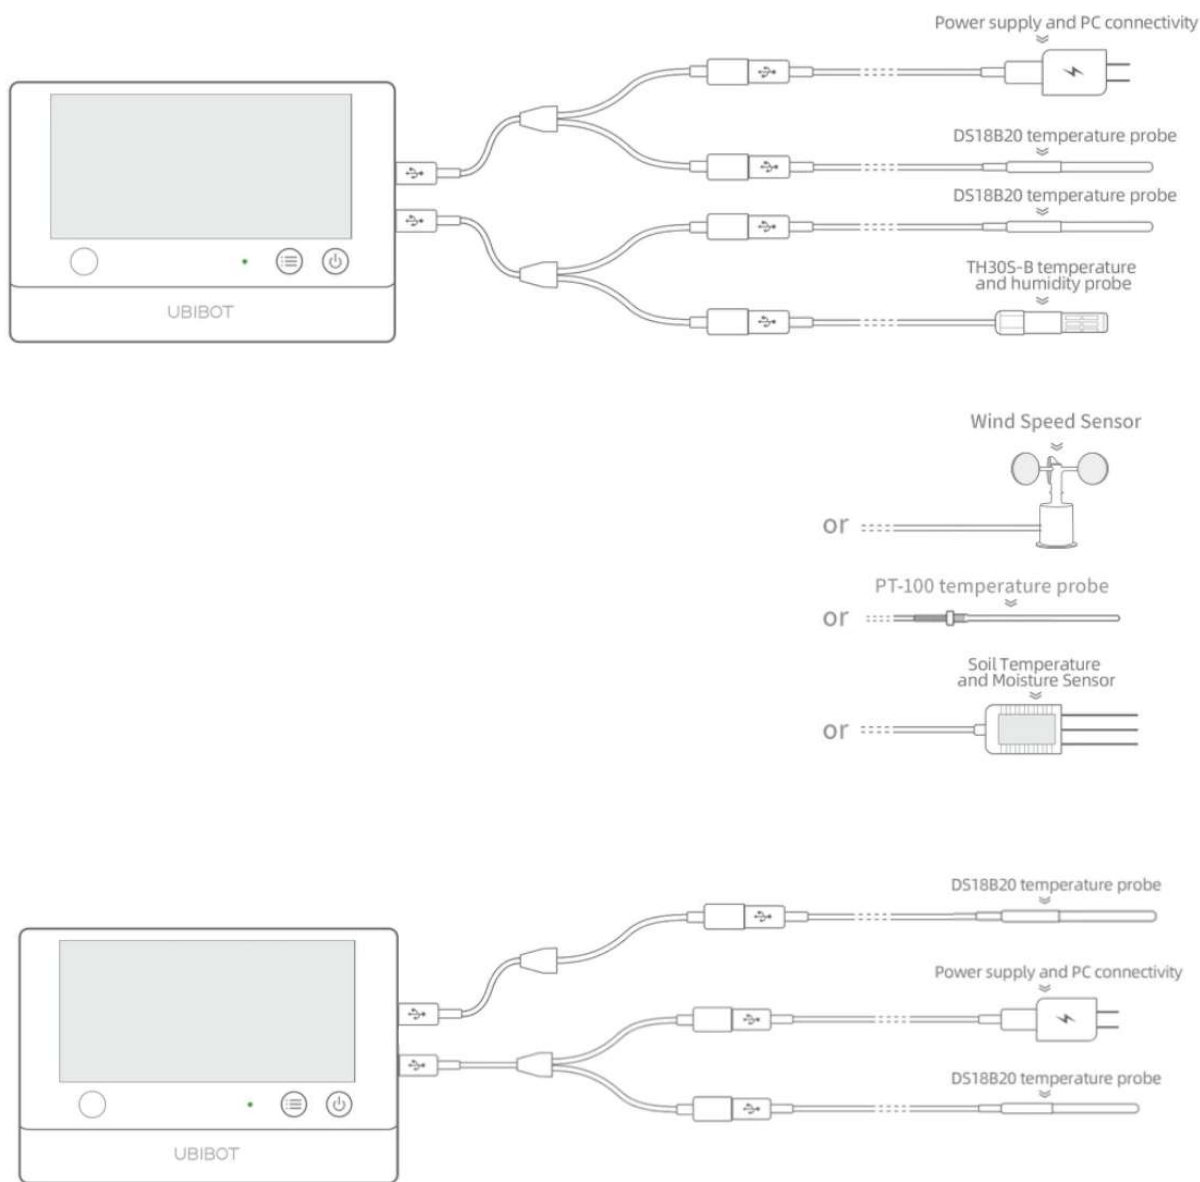 Power supply and PC connectivity
DS18B20 temperature probe
DS18B20 temperature probe
TH30S-B temperature
and humidity probe
UBIBOT
Wind Speed Sensor
or
PT-100 temperature probe
or
Soil Temperature
and Moisture Sensor
or
DS18B20 temperature probe
Power supply and PC connectivity
DS18B20 temperature probe
UBIBOT